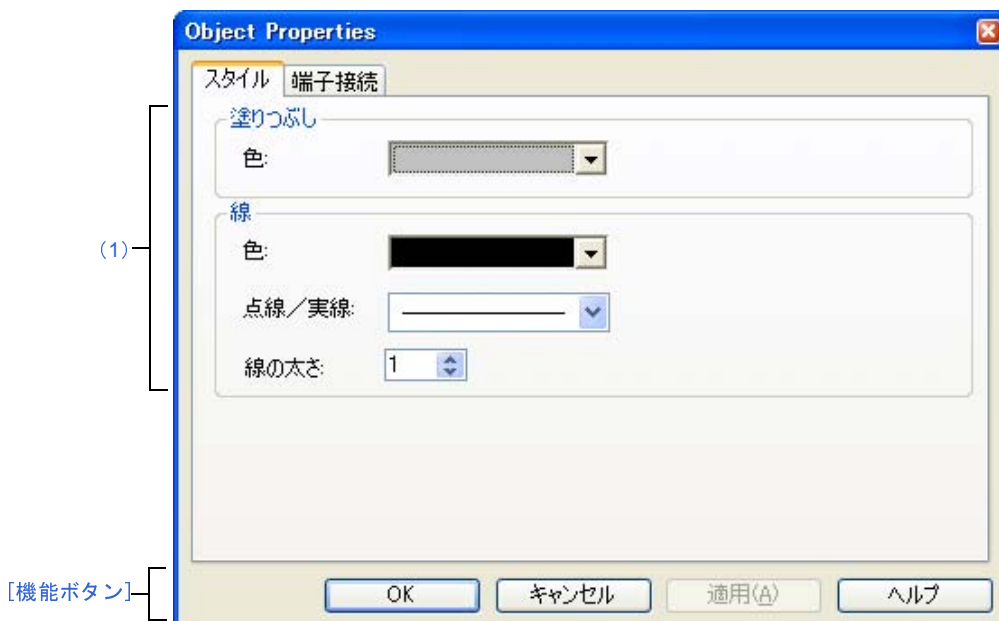 Object Properties
スタイル 端子接続
塗りつぶし
色:
線
(1)
色:
点線／実線:
線の太さ: 1
[機能ボタン]
OK キャンセル 適用(A) ヘルプ